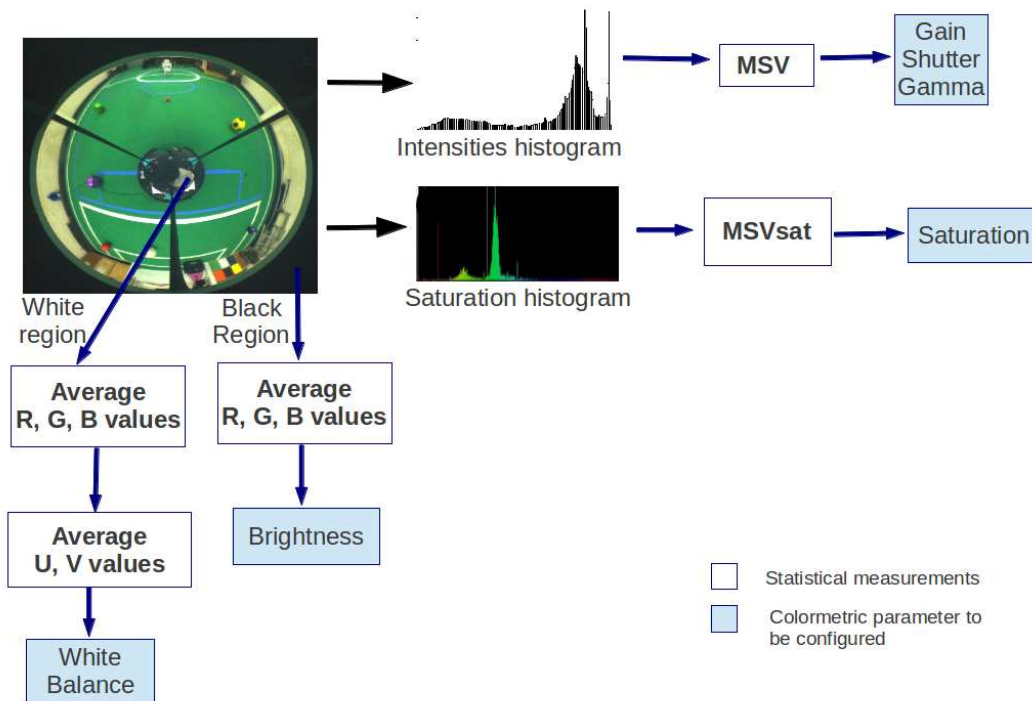 Gain
Shutter
Gamma
MSV
Intensities histogram
MSVsat
Saturation
Saturation histogram
White
region
Black
Region
Average
R, G, B values
Average
R, G, B values
Average
U, V values
Brightness
White
Balance
Statistical measurements
Colormetric parameter to
be configured